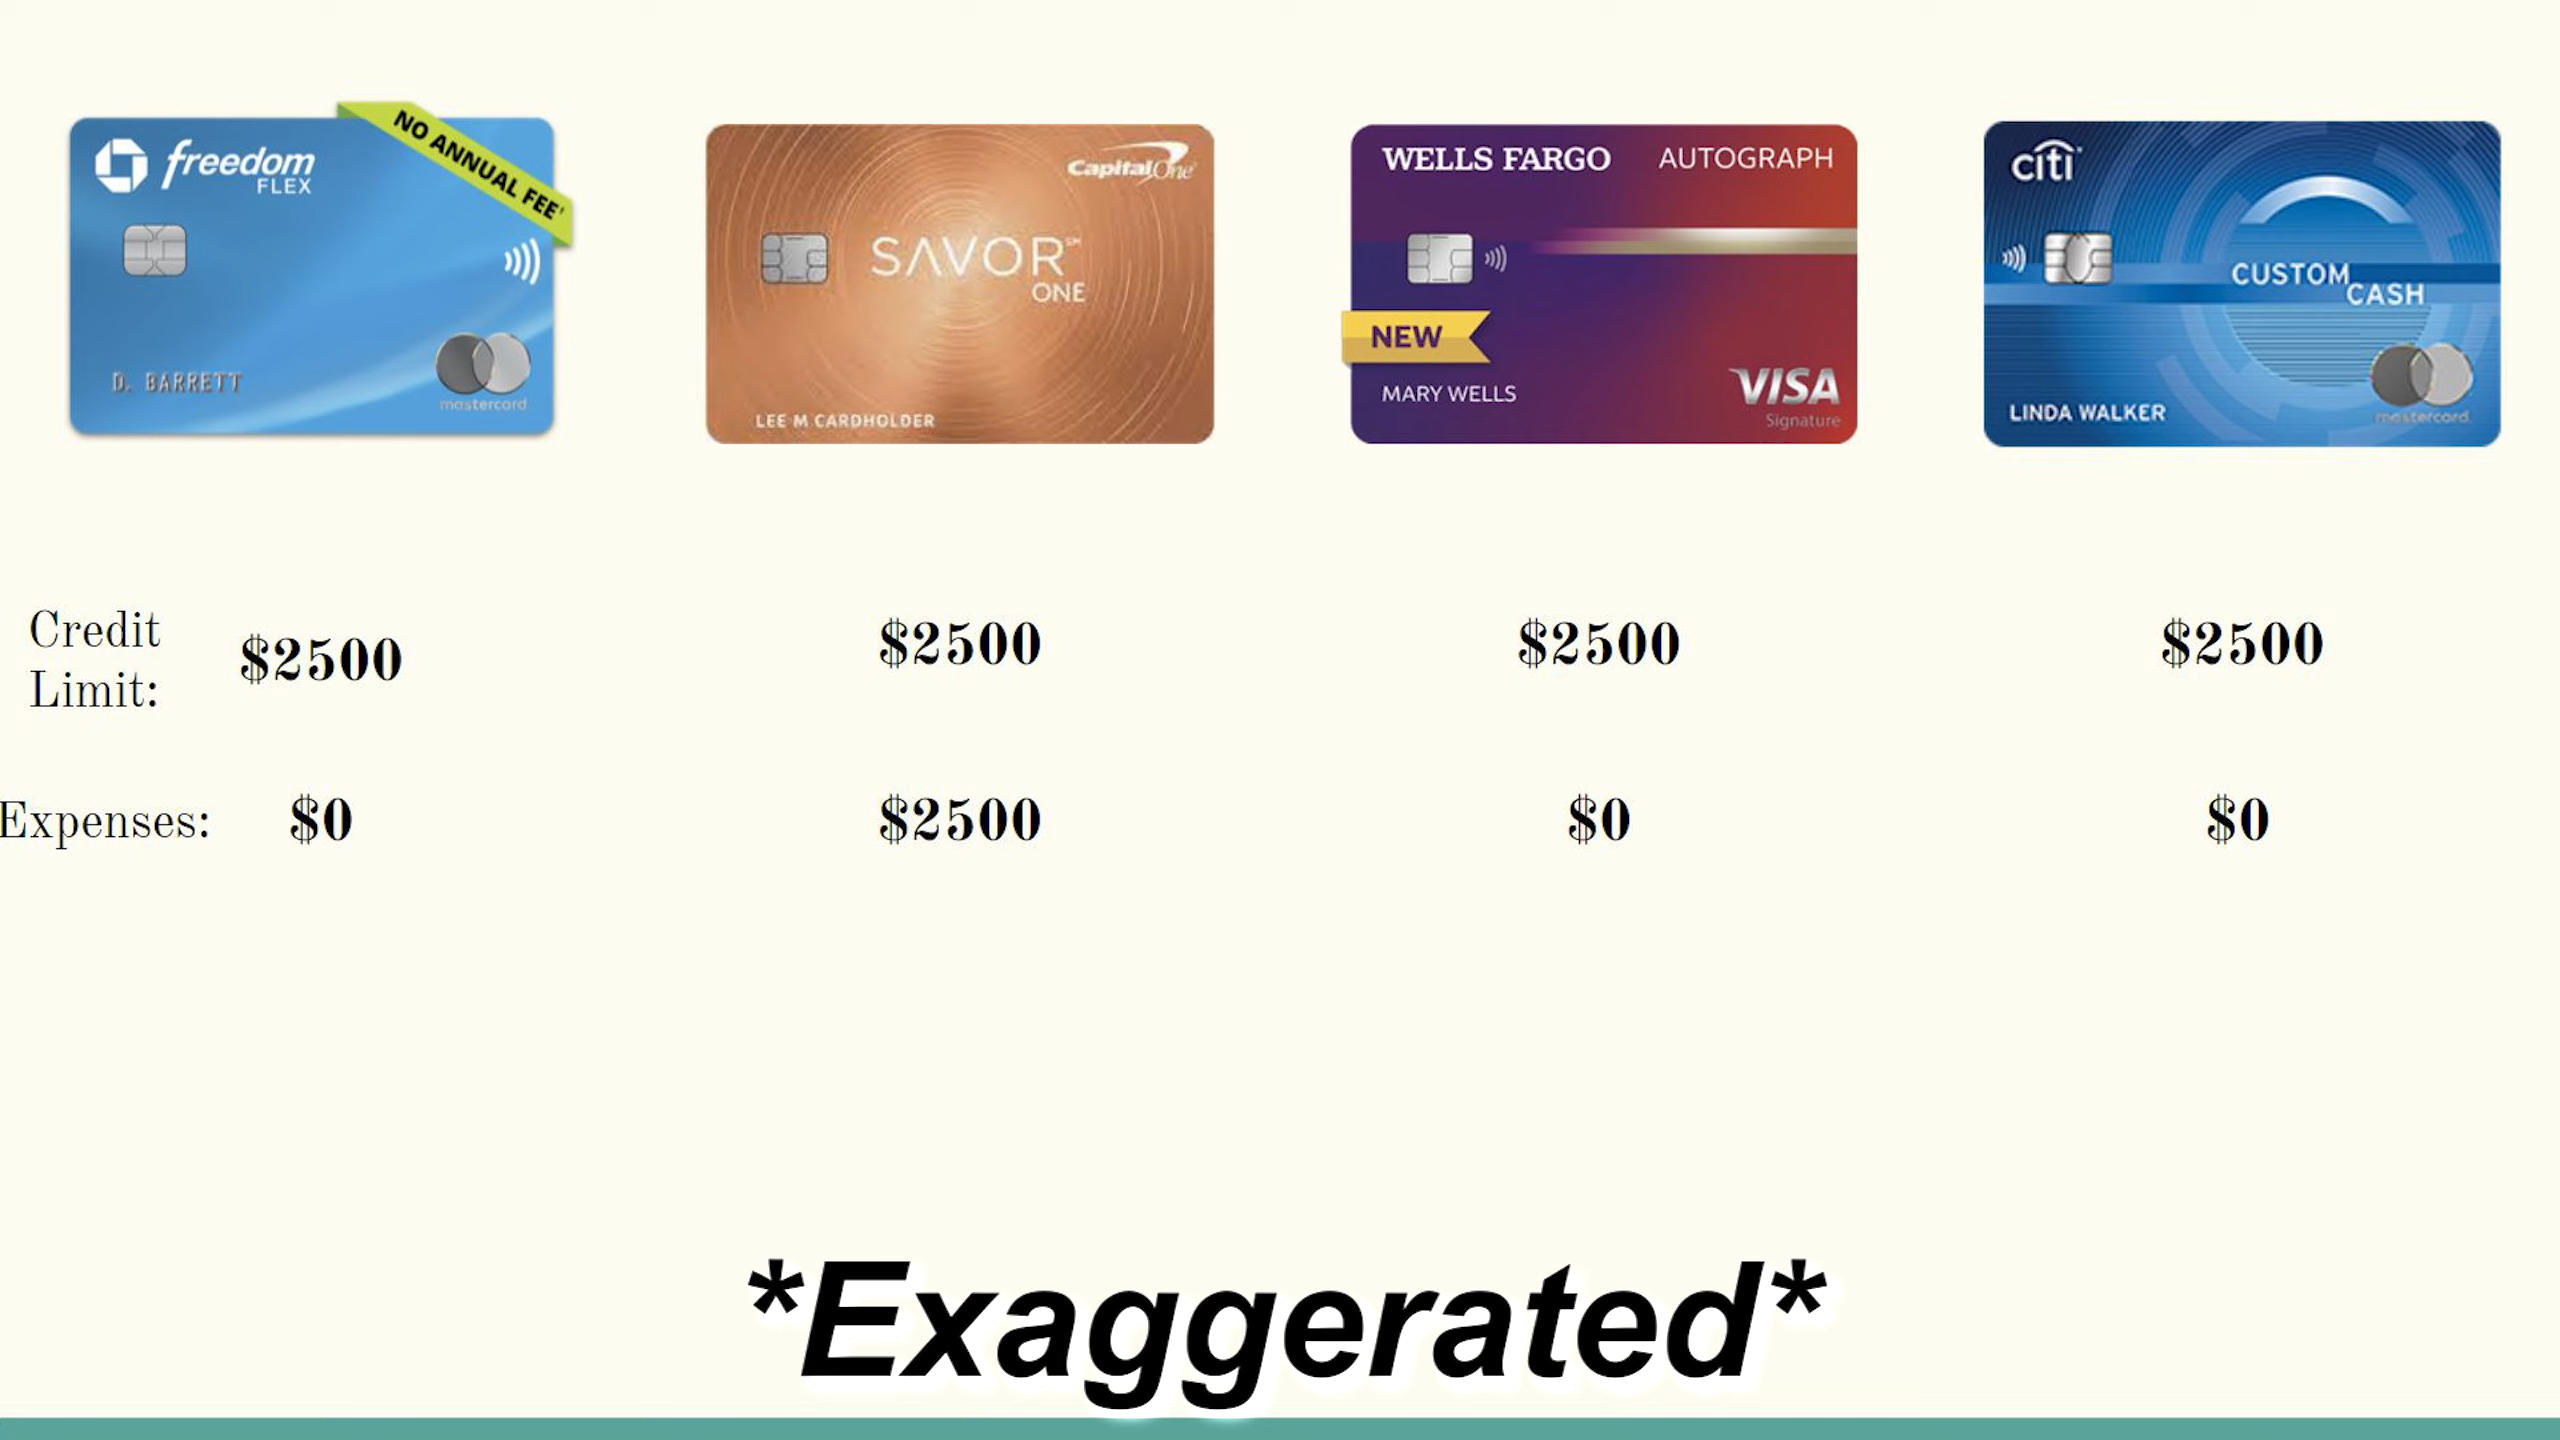 freedom
FLEX
NO ANNUAL FEE†
D. BARRETT
mastercard
Capital One
SAVOR℠
ONE
LEE M CARDHOLDER
WELLS FARGO AUTOGRAPH
NEW
MARY WELLS
VISA
Signature
citi®
CUSTOM
CASH
LINDA WALKER
mastercard
Credit
Limit:
$2500 $2500 $2500 $2500
Expenses: $0 $2500 $0 $0
*Exaggerated*